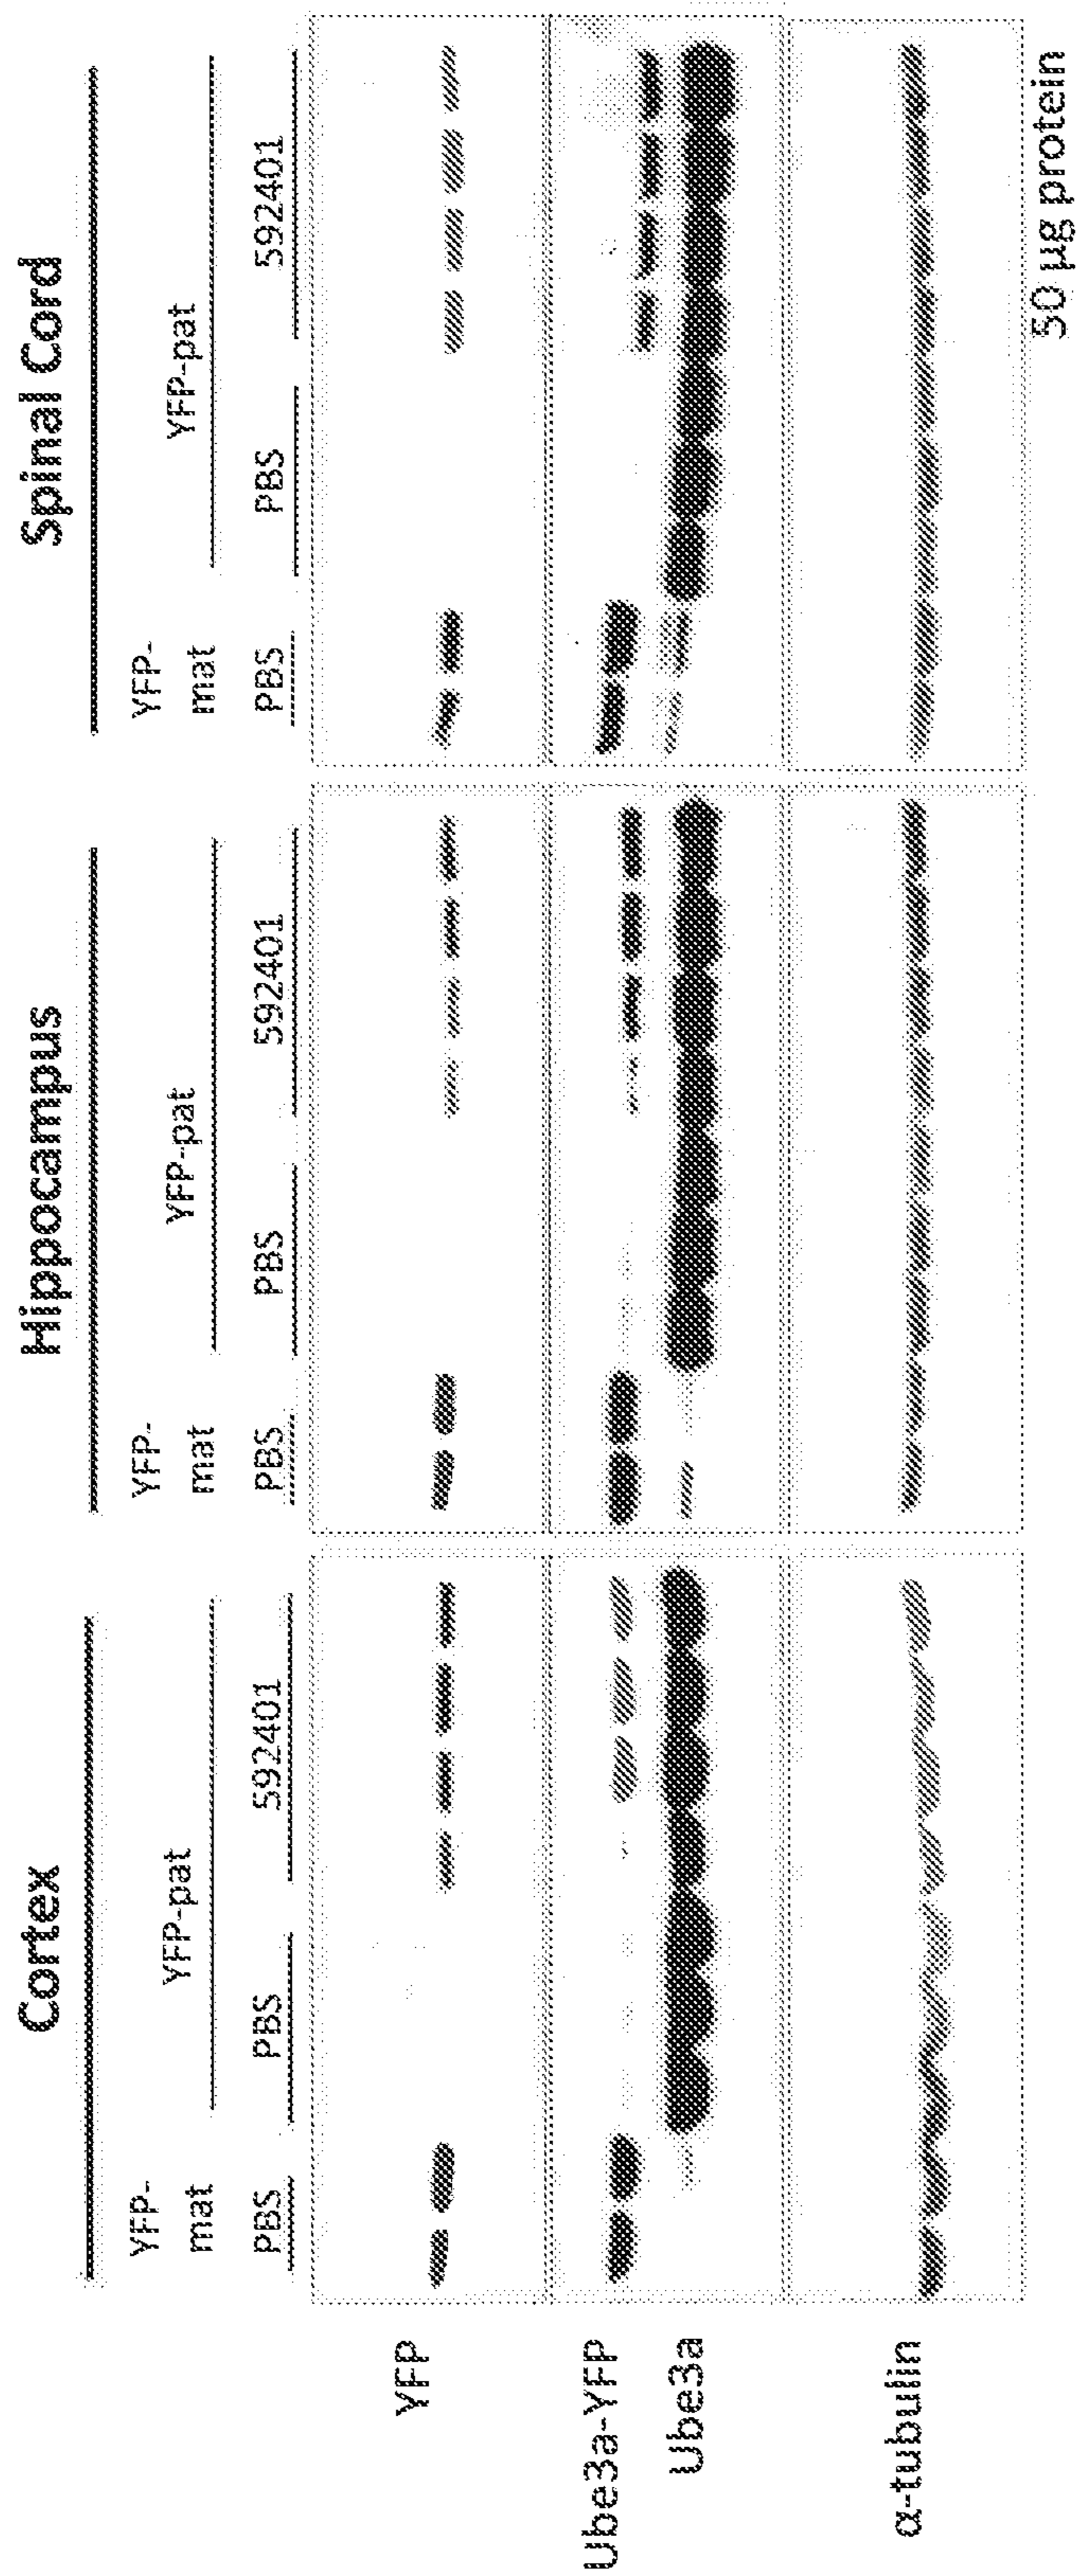 Cortex
Hippocampus
Spinal Cord
YFP-
mat
YFP-pat
YFP-
mat
YFP-pat
YFP-
mat
YFP-pat
PBS
PBS
592401
PBS
PBS
592401
PBS
PBS
592401
YFP
Ube3a-YFP
Ube3a
α-tubulin
50 µg protein